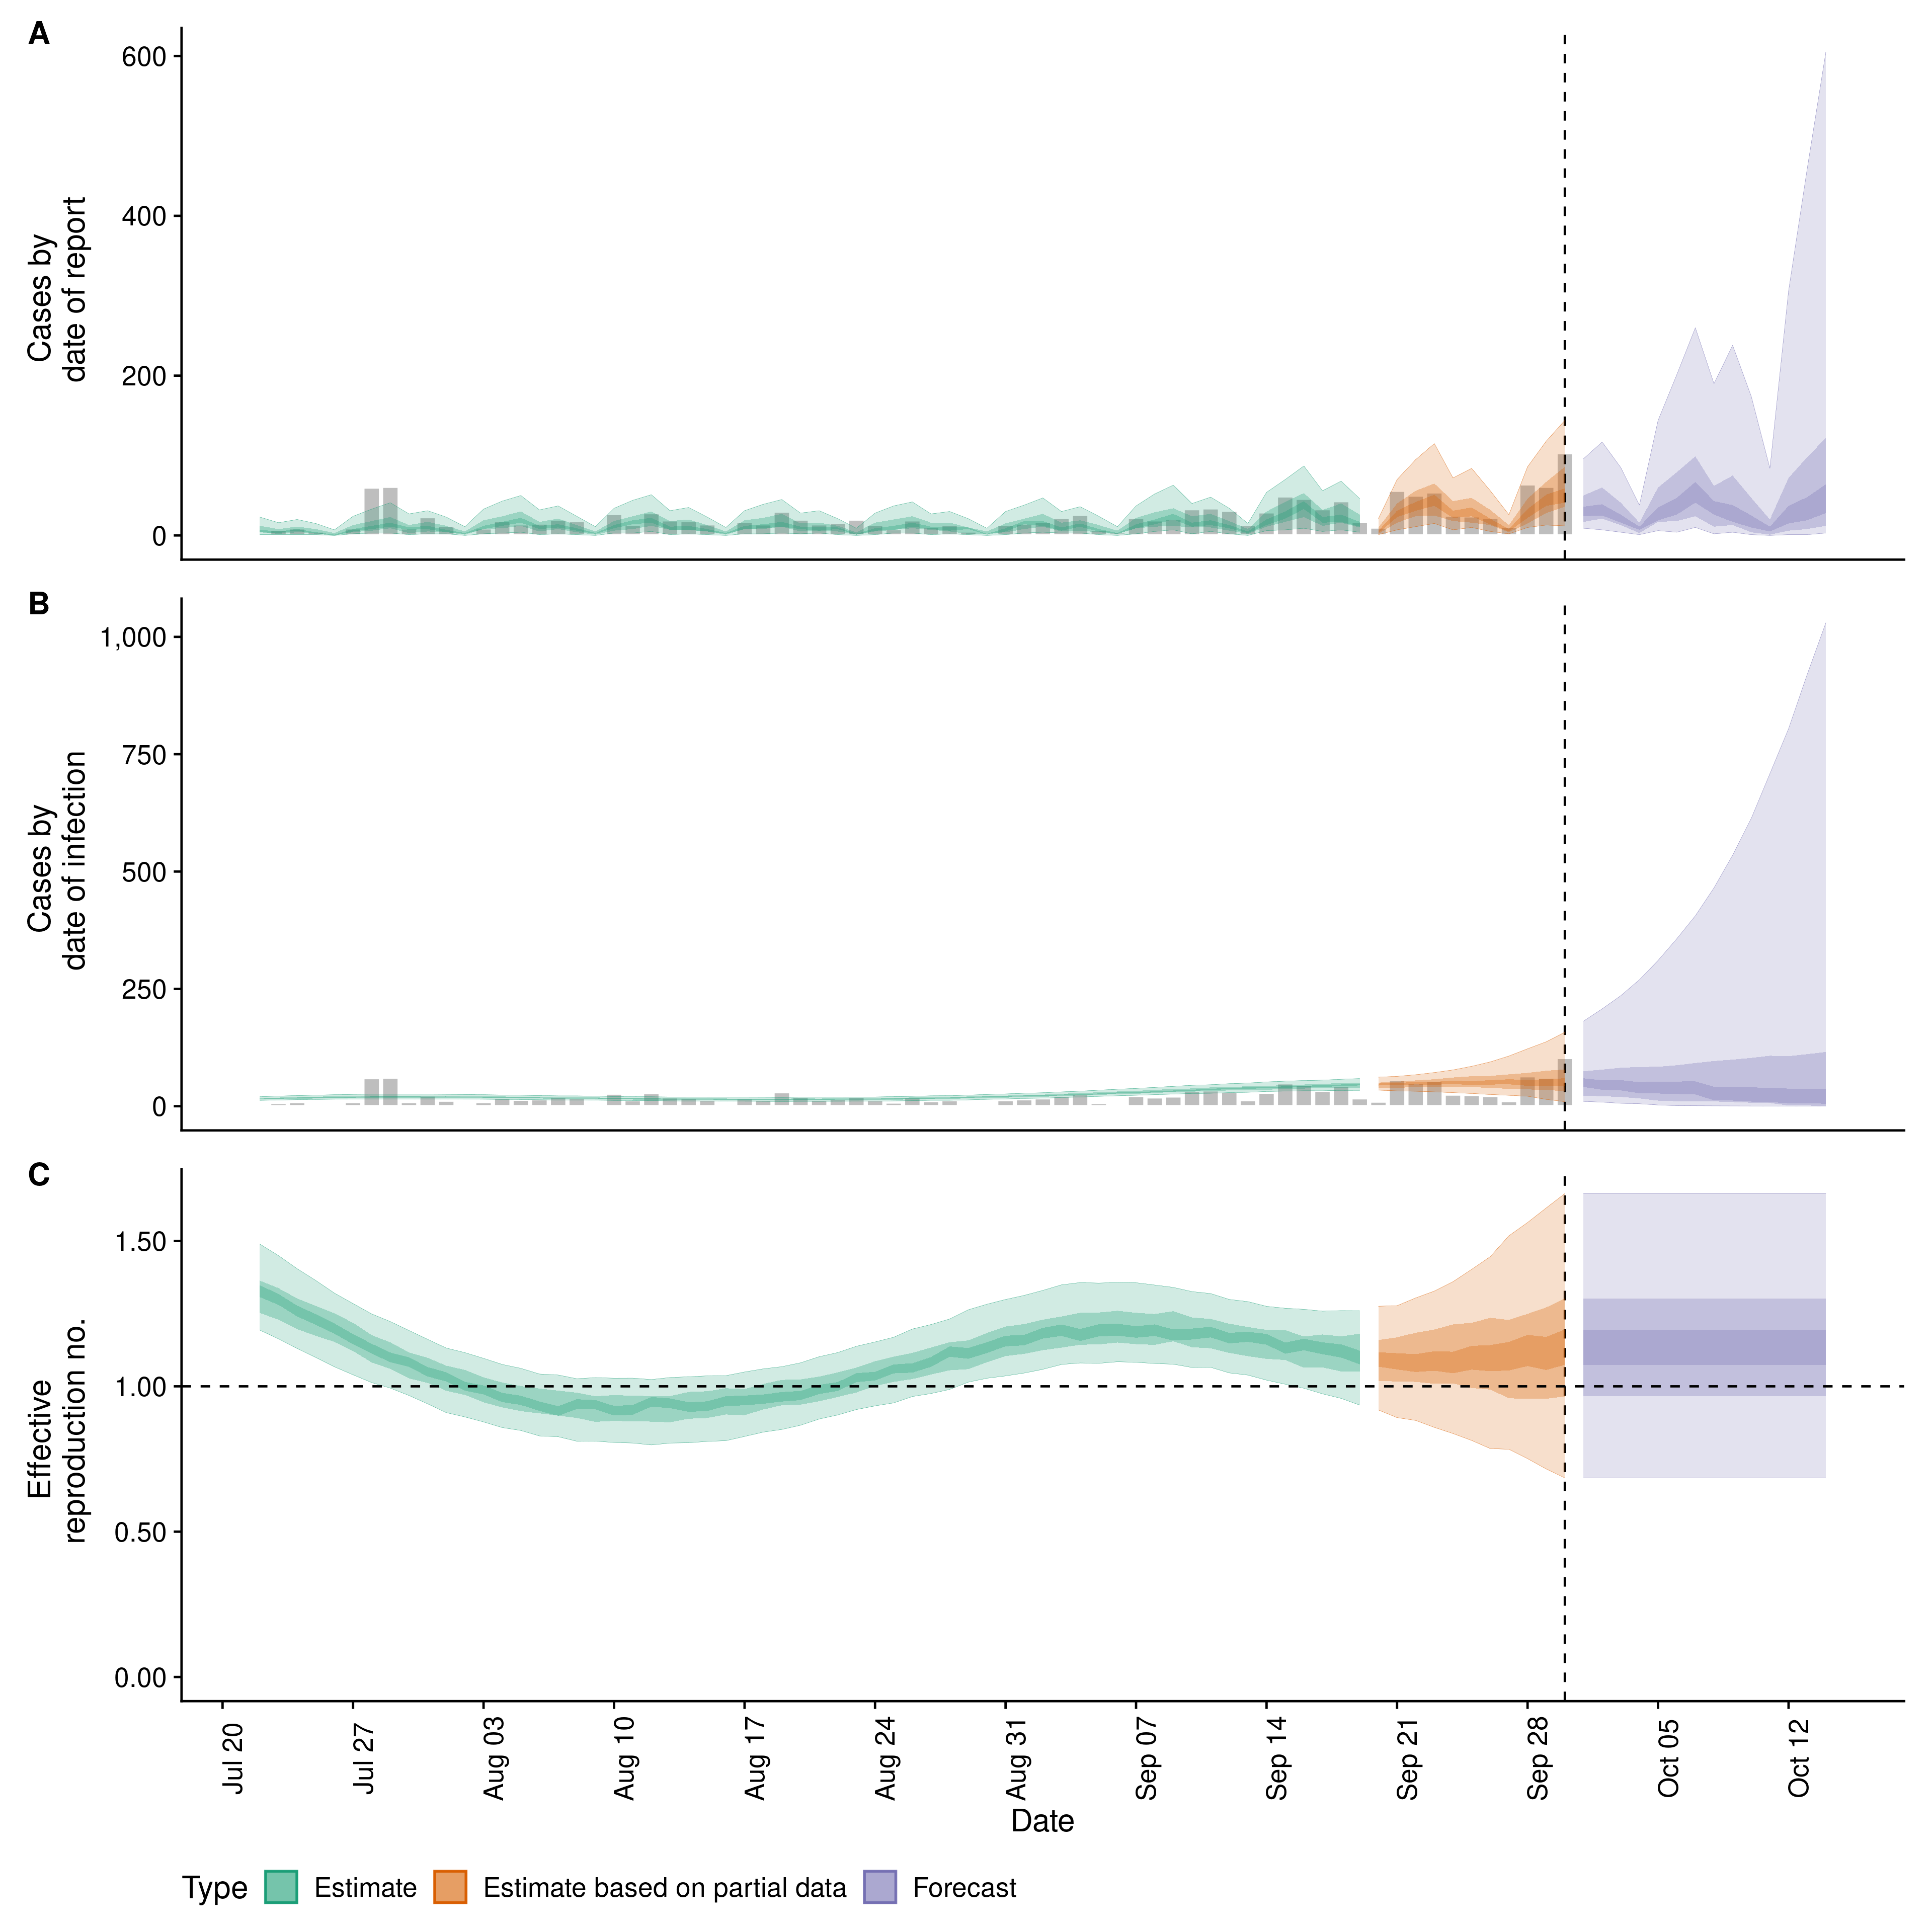 A
Cases by
date of report
600
400
200
0
B
Cases by
date of infection
1,000
750
500
250
0
C
Effective
reproduction no.
1.50
1.00
0.50
0.00
Jul 20
Jul 27
Aug 03
Aug 10
Aug 17
Aug 24
Aug 31
Sep 07
Sep 14
Sep 21
Sep 28
Oct 05
Oct 12
Date
Type Estimate Estimate based on partial data Forecast